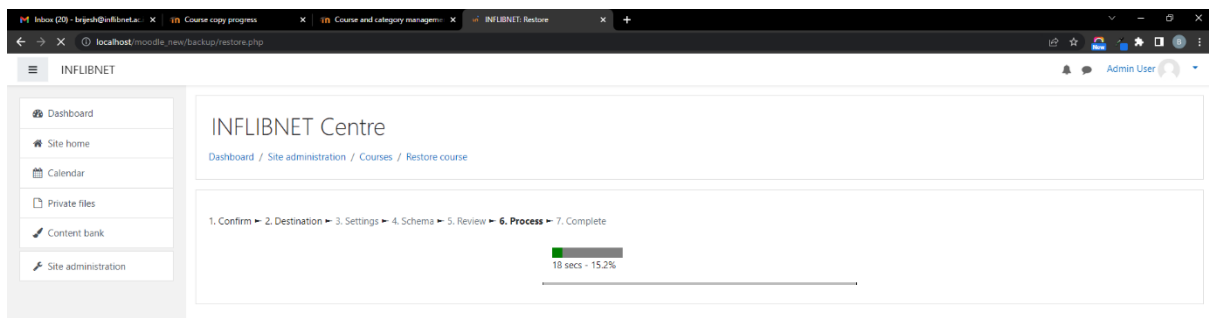 Inbox (20) - brijesh@inflibnet.ac.
Course copy progress
Course and category manageme
INFLIBNET: Restore
localhost/moodle_new/backup/restore.php
New
B
INFLIBNET
Admin User
Dashboard
Site home
Calendar
Private files
Content bank
Site administration
INFLIBNET Centre
Dashboard / Site administration / Courses / Restore course
1. Confirm ► 2. Destination ► 3. Settings ► 4. Schema ► 5. Review ► 6. Process ► 7. Complete
18 secs - 15.2%